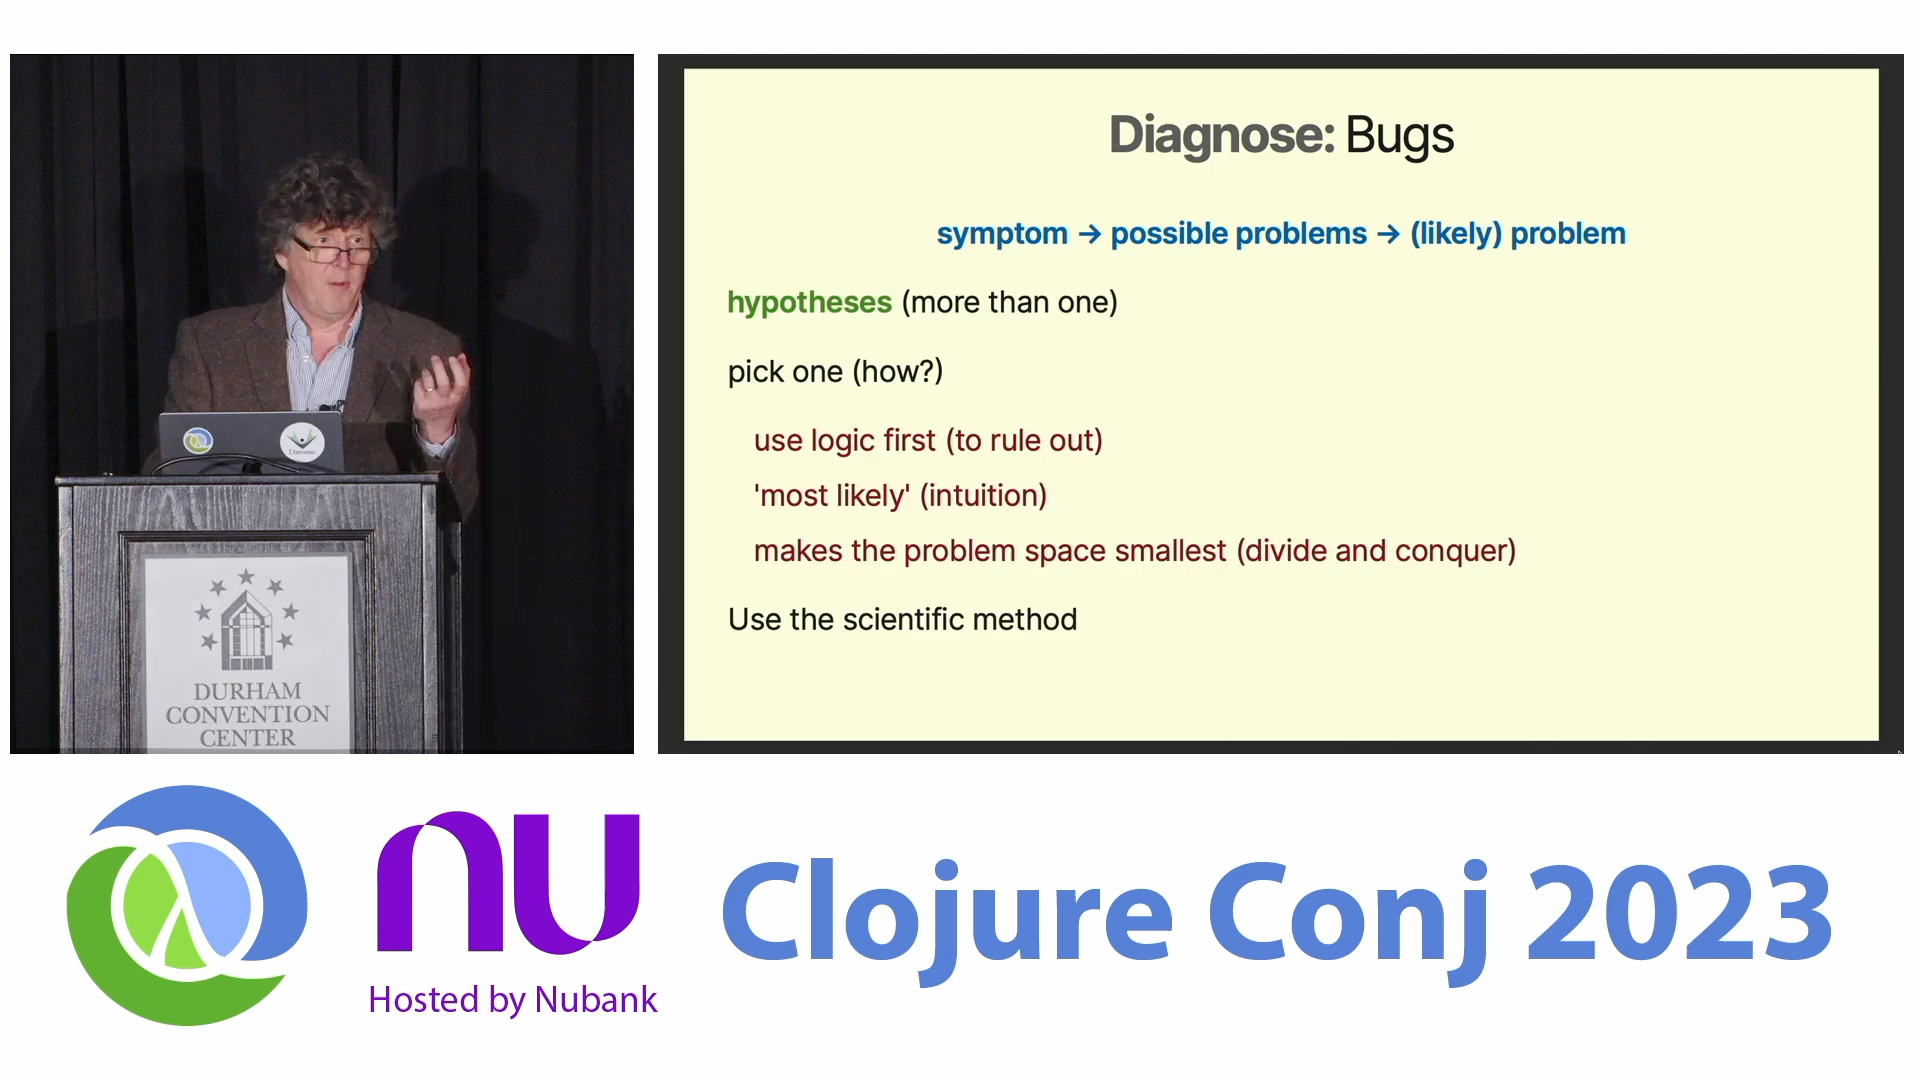 Diagnose: Bugs
symptom → possible problems → (likely) problem
hypotheses (more than one)
pick one (how?)
use logic first (to rule out)
'most likely' (intuition)
makes the problem space smallest (divide and conquer)
Use the scientific method
Datomic
DURHAM
CONVENTION
CENTER
nu
Hosted by Nubank
Clojure Conj 2023